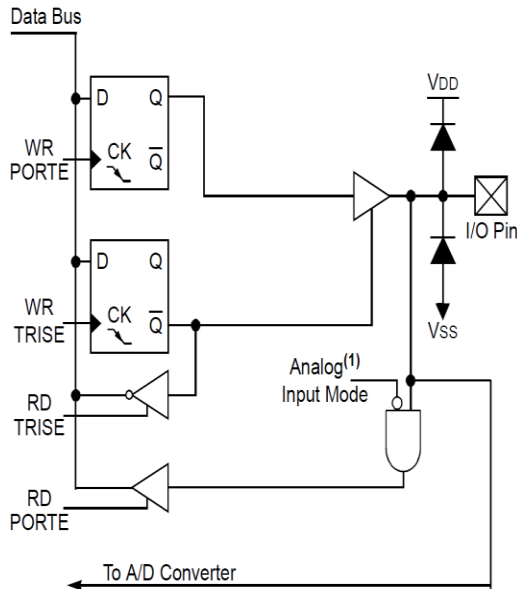 Data Bus
D Q
WR
PORTE
CK
Q
VDD
I/O Pin
D Q
WR
TRISE
CK
Q
VSS
Analog(1)
Input Mode
RD
TRISE
RD
PORTE
To A/D Converter